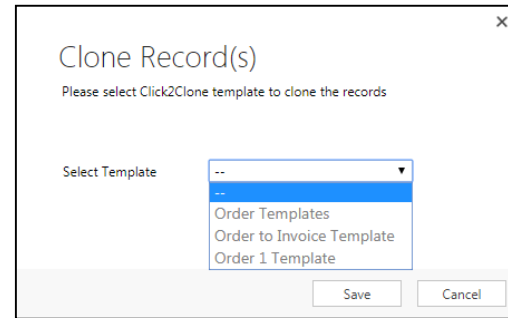 Clone Record(s)
Please select Click2Clone template to clone the records
Select Template
--
--
Order Templates
Order to Invoice Template
Order 1 Template
Save Cancel